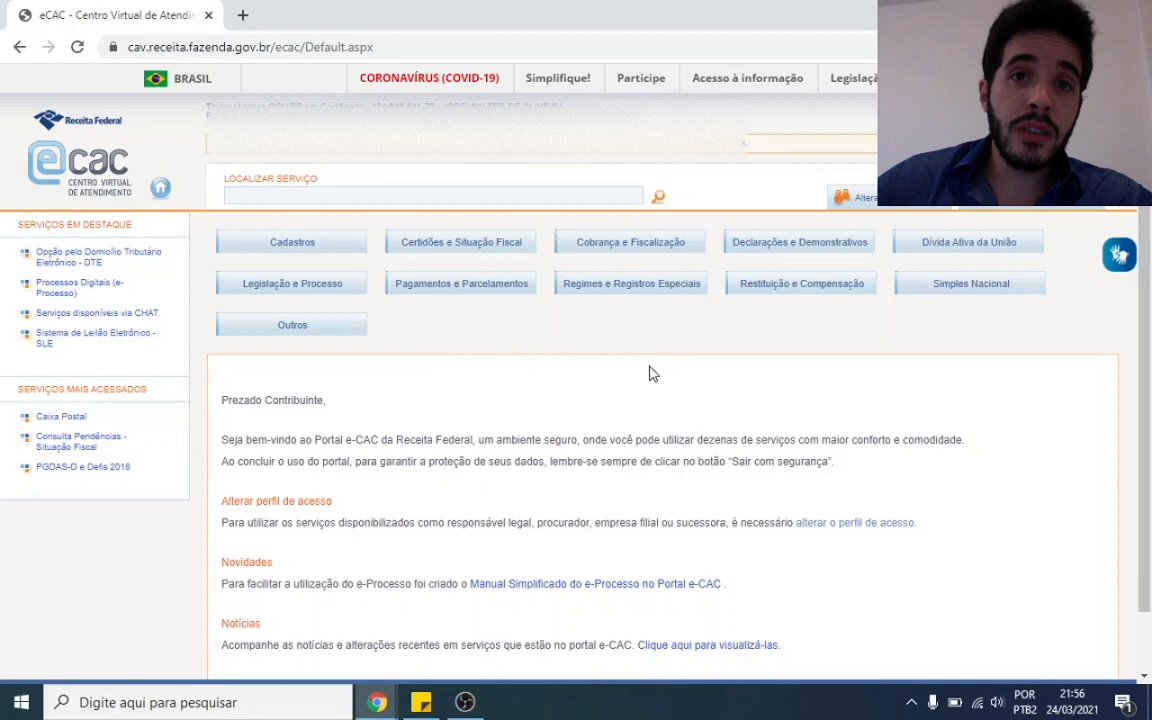 eCAC - Centro Virtual de Atendin
cav.receita.fazenda.gov.br/ecac/Default.aspx
BRASIL
CORONAVÍRUS (COVID-19)
Simplifique!
Participe
Acesso à informação
Legislaçã
Receita Federal
ecac
CENTRO VIRTUAL
DE ATENDIMENTO
LOCALIZAR SERVIÇO
Altera
SERVIÇOS EM DESTAQUE
Opção pelo Domicílio Tributário
Eletrônico - DTE
Processos Digitais (e-
Processo)
Serviços disponíveis via CHAT
Sistema de Leilão Eletrônico -
SLE
SERVIÇOS MAIS ACESSADOS
Caixa Postal
Consulta Pendências -
Situação Fiscal
PGDAS-D e Defis 2018
Cadastros
Certidões e Situação Fiscal
Cobrança e Fiscalização
Declarações e Demonstrativos
Dívida Ativa da União
Legislação e Processo
Pagamentos e Parcelamentos
Regimes e Registros Especiais
Restituição e Compensação
Simples Nacional
Outros
Prezado Contribuinte,
Seja bem-vindo ao Portal e-CAC da Receita Federal, um ambiente seguro, onde você pode utilizar dezenas de serviços com maior conforto e comodidade.
Ao concluir o uso do portal, para garantir a proteção de seus dados, lembre-se sempre de clicar no botão “Sair com segurança”.
Alterar perfil de acesso
Para utilizar os serviços disponibilizados como responsável legal, procurador, empresa filial ou sucessora, é necessário alterar o perfil de acesso.
Novidades
Para facilitar a utilização do e-Processo foi criado o Manual Simplificado do e-Processo no Portal e-CAC .
Notícias
Acompanhe as notícias e alterações recentes em serviços que estão no portal e-CAC. Clique aqui para visualizá-las.
Digite aqui para pesquisar
POR
PTB2
21:56
24/03/2021
1